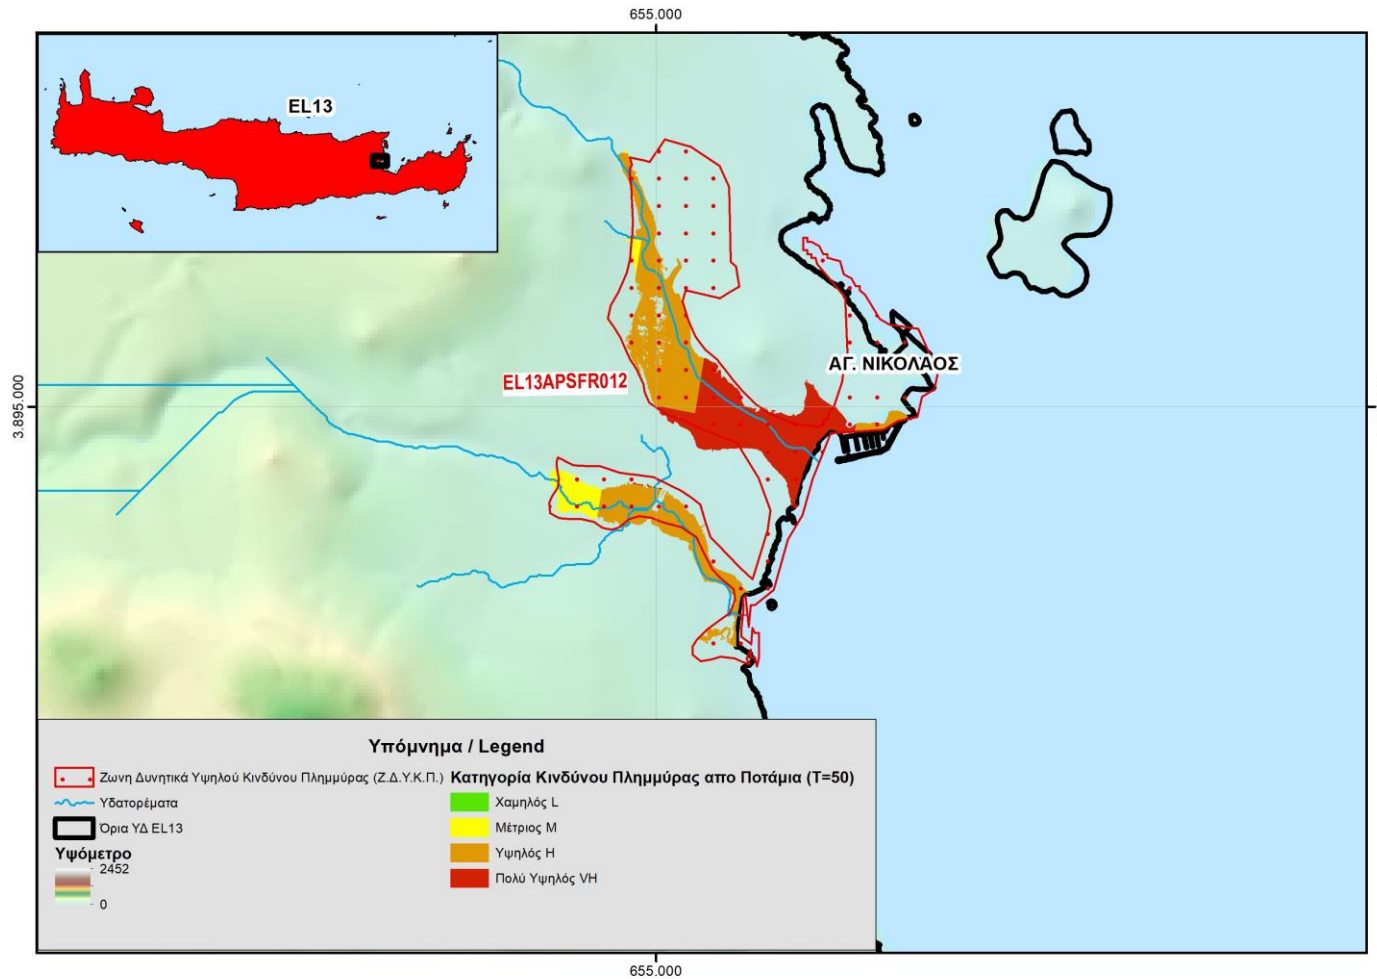 655.000
EL13
ΑΓ. ΝΙΚΟΛΑΟΣ
EL13APSFR012
3.895.000
Υπόμνημα / Legend
Ζωνη Δυνητικά Υψηλού Κινδύνου Πλημμύρας (Ζ.Δ.Υ.Κ.Π.)
Υδατορέματα
Όρια ΥΔ EL13
Υψόμετρο
2452
0
Κατηγορία Κινδύνου Πλημμύρας απο Ποτάμια (T=50)
Χαμηλός L
Μέτριος M
Υψηλός H
Πολύ Υψηλός VH
655.000